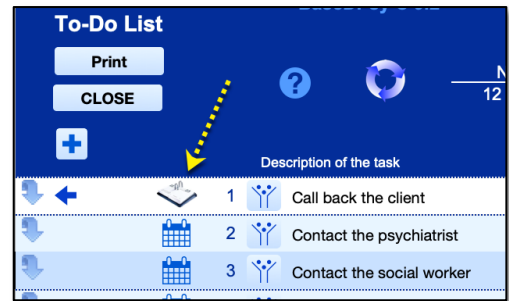 To-Do List
Print
CLOSE
?
N
12
+
Description of the task
1 Call back the client
2 Contact the psychiatrist
3 Contact the social worker